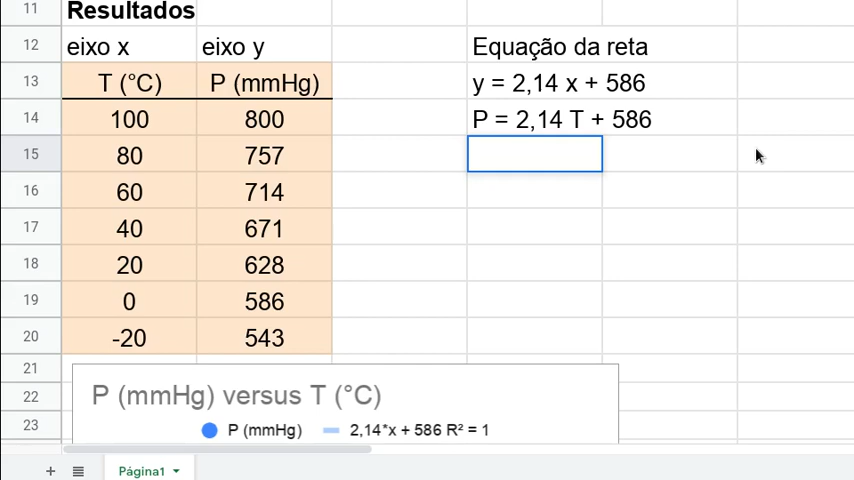 11 Resultados
12 eixo x eixo y Equação da reta
13 T (°C) P (mmHg) y = 2,14 x + 586
14 100 800 P = 2,14 T + 586
15 80 757
16 60 714
17 40 671
18 20 628
19 0 586
20 -20 543
21
22 P (mmHg) versus T (°C)
23 P (mmHg) 2,14*x + 586 R² = 1
+ Página1